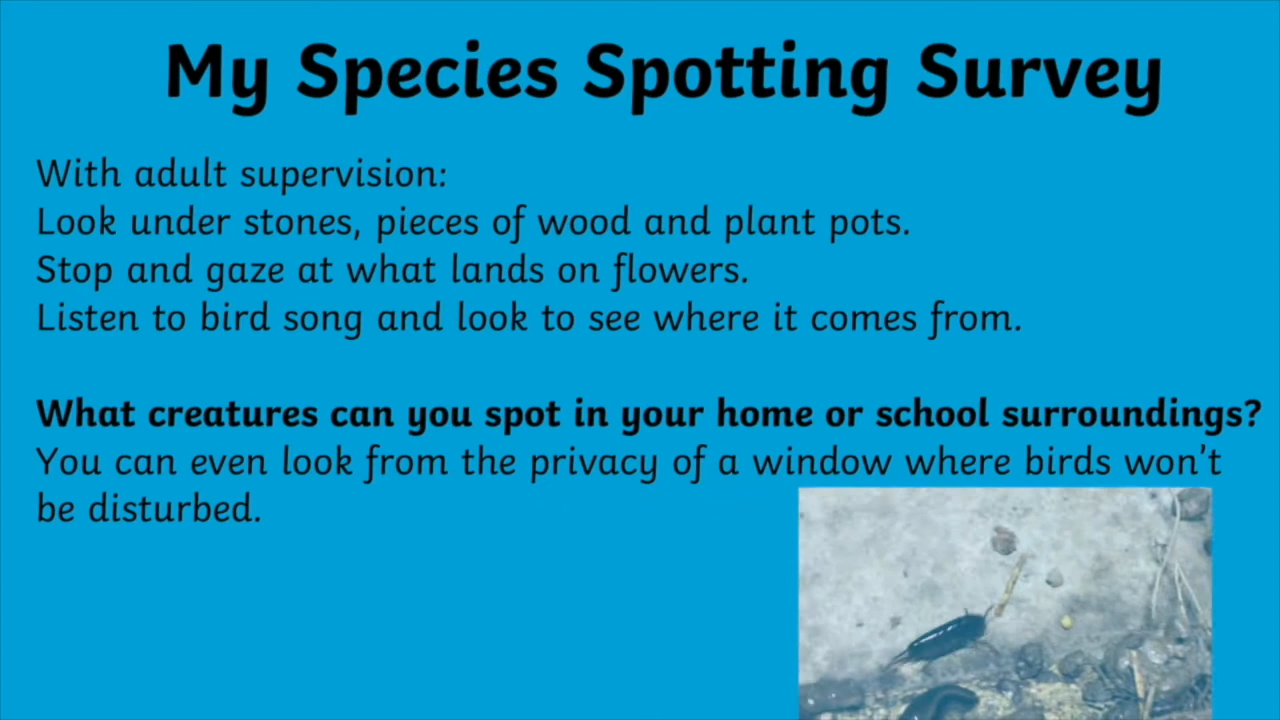 My Species Spotting Survey
With adult supervision:
Look under stones, pieces of wood and plant pots.
Stop and gaze at what lands on flowers.
Listen to bird song and look to see where it comes from.
What creatures can you spot in your home or school surroundings?
You can even look from the privacy of a window where birds won't
be disturbed.